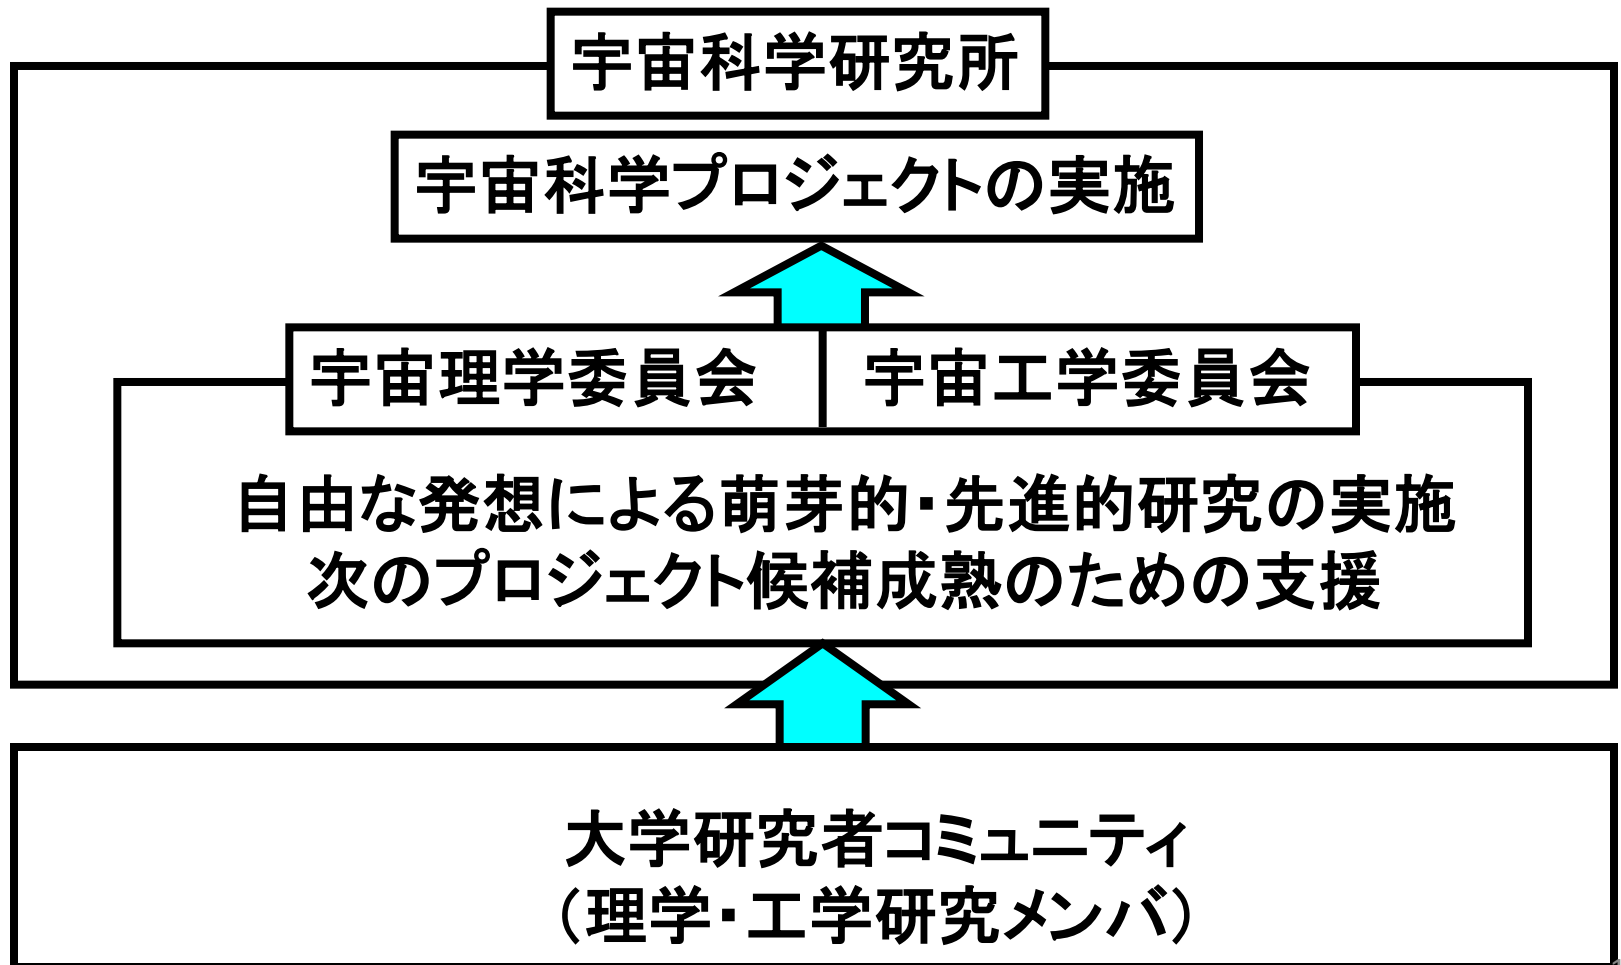 宇宙科学研究所
宇宙科学プロジェクトの実施
宇宙理学委員会
宇宙工学委員会
自由な発想による萌芽的・先進的研究の実施
次のプロジェクト候補成熟のための支援
大学研究者コミュニティ
（理学・工学研究メンバ）